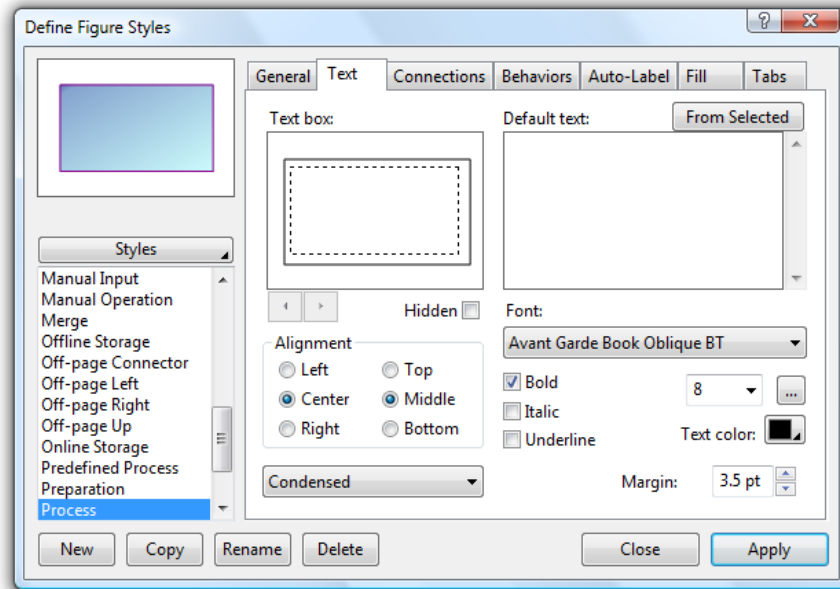 Define Figure Styles
?
General Text Connections Behaviors Auto-Label Fill Tabs
Text box:
Default text:
From Selected
Styles
Manual Input
Manual Operation
Merge
Offline Storage
Off-page Connector
Off-page Left
Off-page Right
Off-page Up
Online Storage
Predefined Process
Preparation
Process
Hidden
Font:
Avant Garde Book Oblique BT
Alignment
Left Top
Center Middle
Right Bottom
Bold
Italic
Underline
8
...
Text color:
Condensed
Margin: 3.5 pt
New Copy Rename Delete Close Apply